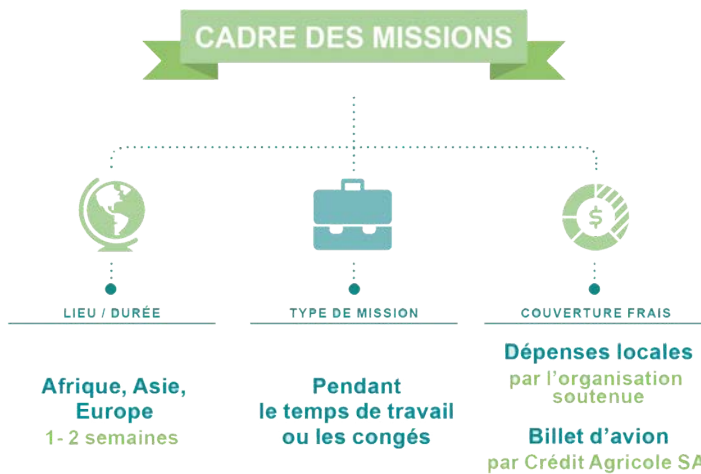 CADRE DES MISSIONS
LIEU / DURÉE
Afrique, Asie,
Europe
1- 2 semaines
TYPE DE MISSION
Pendant
le temps de travail
ou les congés
COUVERTURE FRAIS
$
Dépenses locales
par l'organisation
soutenue
Billet d'avion
par Crédit Agricole SA